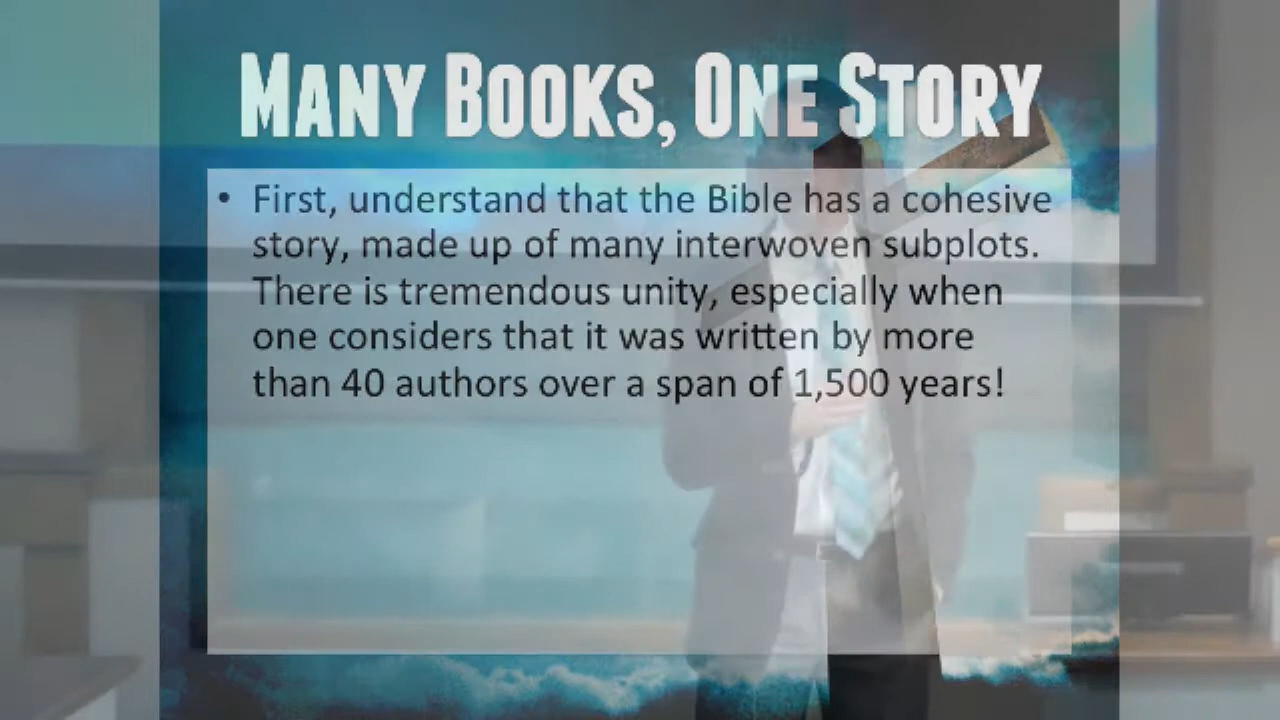 MANY BOOKS, ONE STORY
• First, understand that the Bible has a cohesive
story, made up of many interwoven subplots.
There is tremendous unity, especially when
one considers that it was written by more
than 40 authors over a span of 1,500 years!